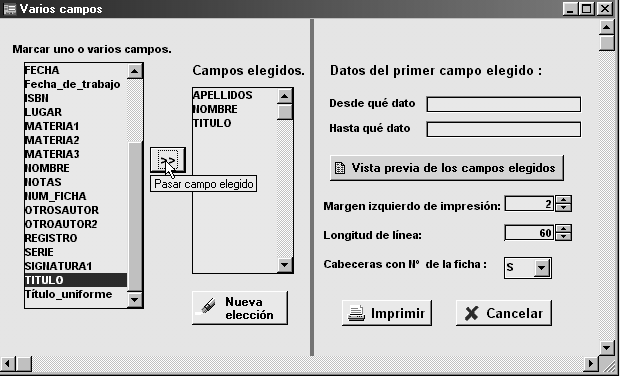 Varios campos
Marcar uno o varios campos.
FECHA
Fecha_de_trabajo
ISBN
LUGAR
MATERIA1
MATERIA2
MATERIA3
NOMBRE
NOTAS
NUM_FICHA
OTROSAUTOR
OTROAUTOR2
REGISTRO
SERIE
SIGNATURA1
TITULO
Título_uniforme
>>
Pasar campo elegido
Campos elegidos.
APELLIDOS
NOMBRE
TITULO
Nueva
elección
Datos del primer campo elegido :
Desde qué dato
Hasta qué dato
Vista previa de los campos elegidos
Margen izquierdo de impresión: 2
Longitud de línea: 60
Cabeceras con Nº de la ficha : S
Imprimir
Cancelar